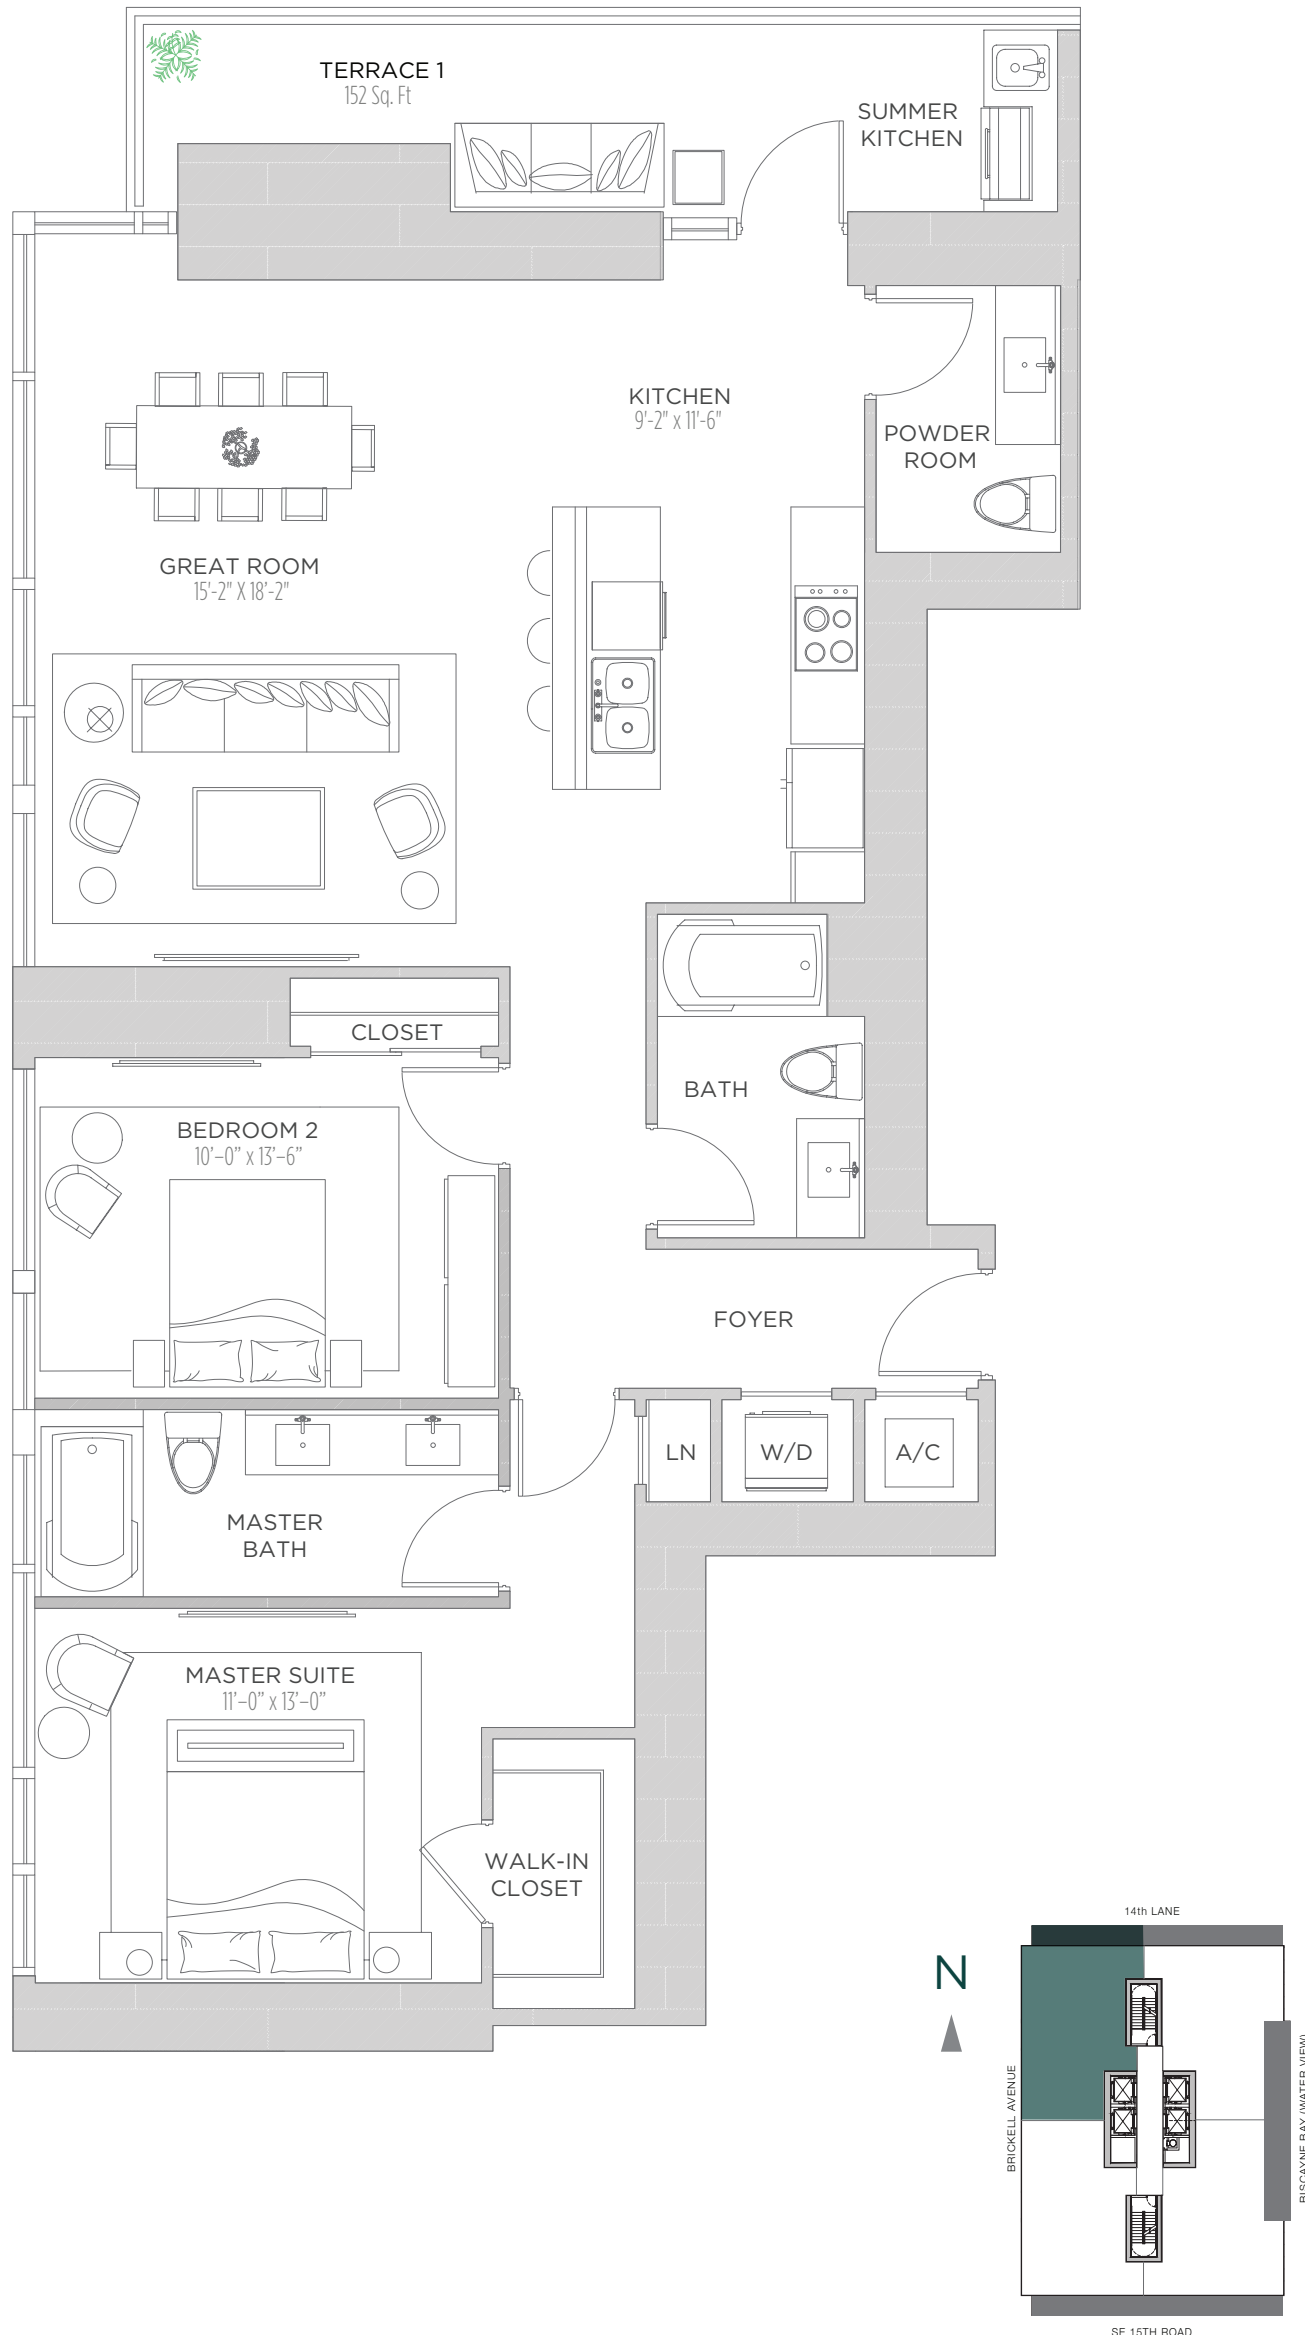 TERRACE 1
152 Sq. Ft
SUMMER
KITCHEN
KITCHEN
9'-2" x 11'-6"
POWDER
ROOM
GREAT ROOM
15'-2" X 18'-2"
CLOSET
BATH
BEDROOM 2
10'–0" x 13'–6"
FOYER
LN
W/D
A/C
MASTER
BATH
MASTER SUITE
11'–0" x 13'–0"
WALK-IN
CLOSET
14th LANE
N
BRICKELL AVENUE
BISCAYNE BAY (WATER VIEW)
SE 15TH ROAD